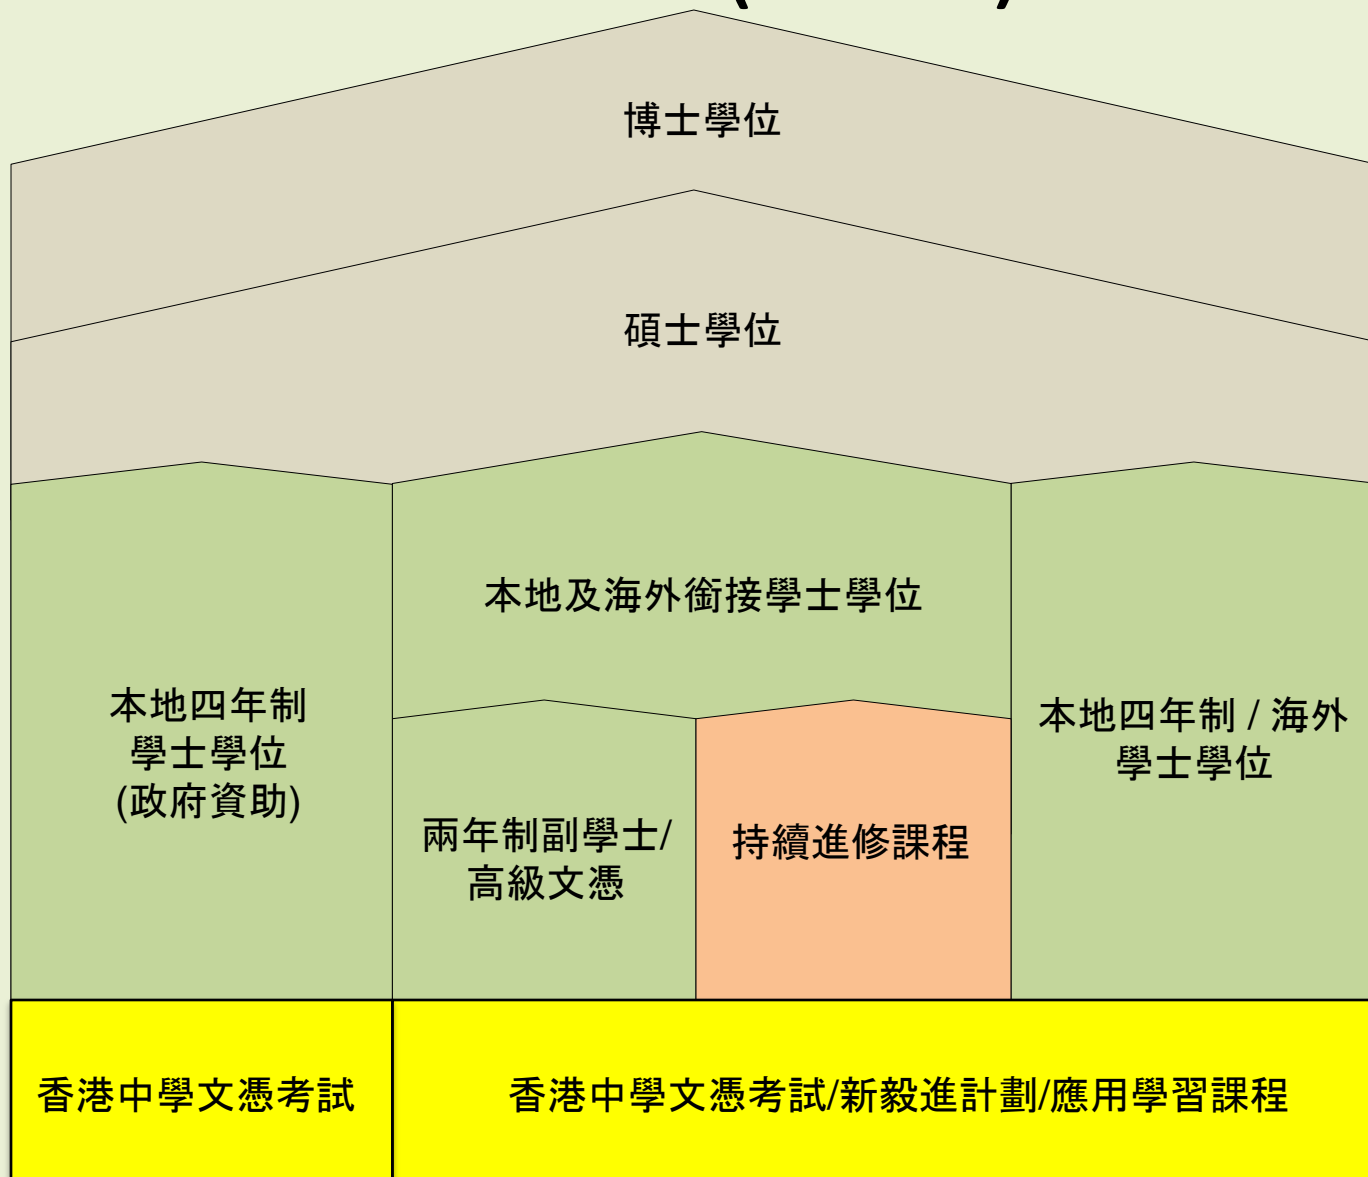 博士學位
碩士學位
本地及海外銜接學士學位
本地四年制
學士學位
(政府資助)
兩年制副學士/
高級文憑
持續進修課程
本地四年制 / 海外
學士學位
香港中學文憑考試
香港中學文憑考試/新毅進計劃/應用學習課程